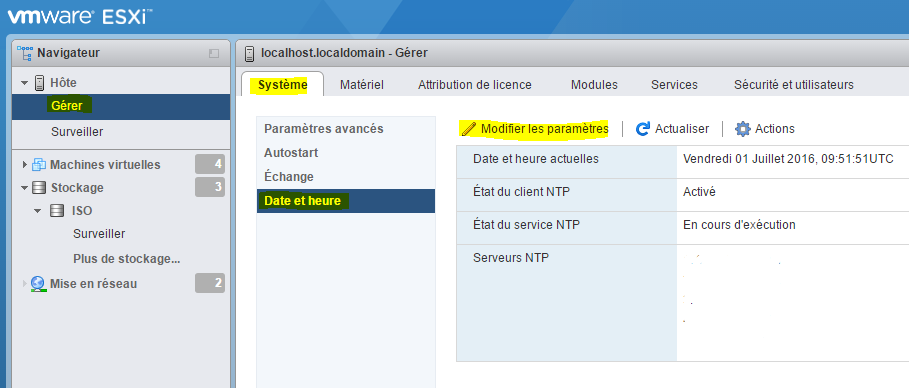 vmware ESXi™
Navigateur
Hôte
Gérer
Surveiller
Machines virtuelles 4
Stockage 3
ISO
Surveiller
Plus de stockage...
Mise en réseau 2
localhost.localdomain - Gérer
Système Matériel Attribution de licence Modules Services Sécurité et utilisateurs
Paramètres avancés
Autostart
Échange
Date et heure
Modifier les paramètres Actualiser Actions
Date et heure actuelles Vendredi 01 Juillet 2016, 09:51:51UTC
État du client NTP Activé
État du service NTP En cours d'exécution
Serveurs NTP